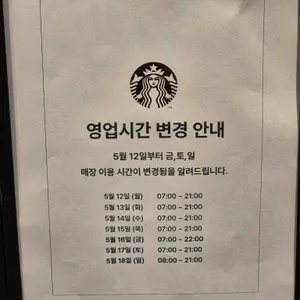 영업시간 변경 안내
5월 12일부터 금,토,일
매장 이용 시간이 변경됨을 알려드립니다.
5월 12일 (월) 07:00 ~ 21:00
5월 13일 (화) 07:00 ~ 21:00
5월 14일 (수) 07:00 ~ 21:00
5월 15일 (목) 07:00 ~ 21:00
5월 16일 (금) 07:00 ~ 22:00
5월 17일 (토) 07:00 ~ 21:00
5월 18일 (일) 08:00 ~ 21:00